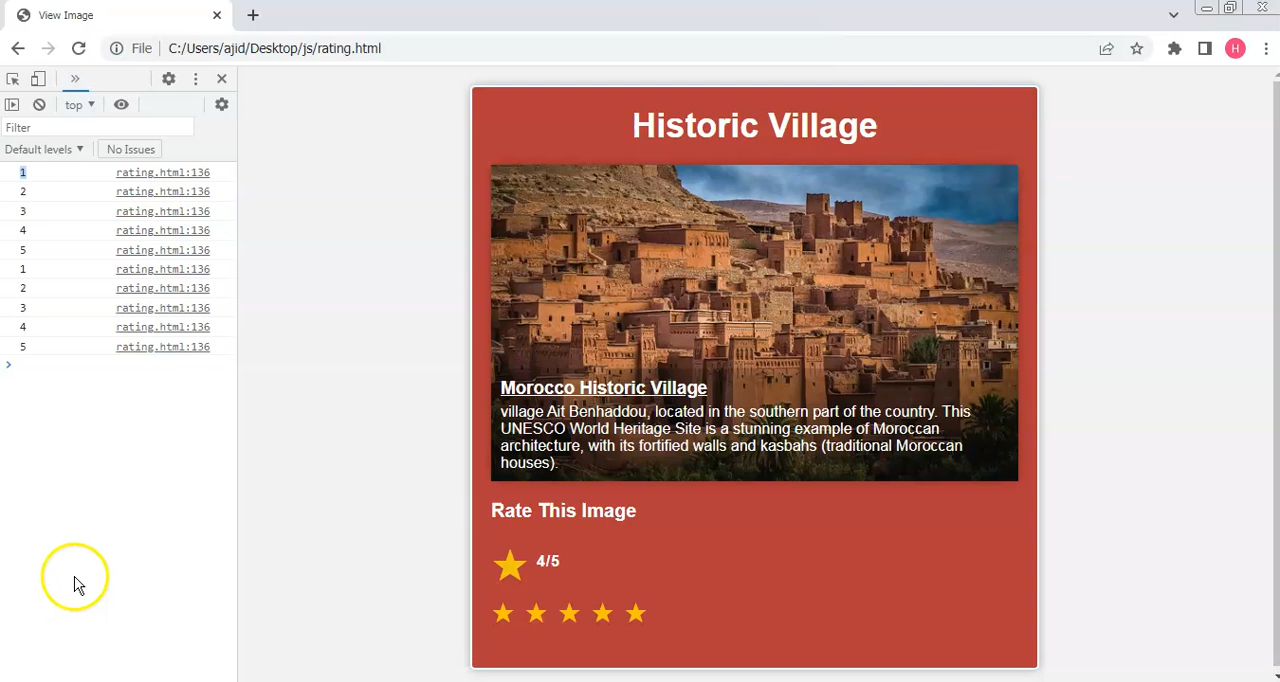 View Image
File
C:/Users/ajid/Desktop/js/rating.html
H
top
Filter
Default levels
No Issues
1 rating.html:136
2 rating.html:136
3 rating.html:136
4 rating.html:136
5 rating.html:136
1 rating.html:136
2 rating.html:136
3 rating.html:136
4 rating.html:136
5 rating.html:136
Historic Village
Morocco Historic Village
village Ait Benhaddou, located in the southern part of the country. This
UNESCO World Heritage Site is a stunning example of Moroccan
architecture, with its fortified walls and kasbahs (traditional Moroccan
houses).
Rate This Image
4/5